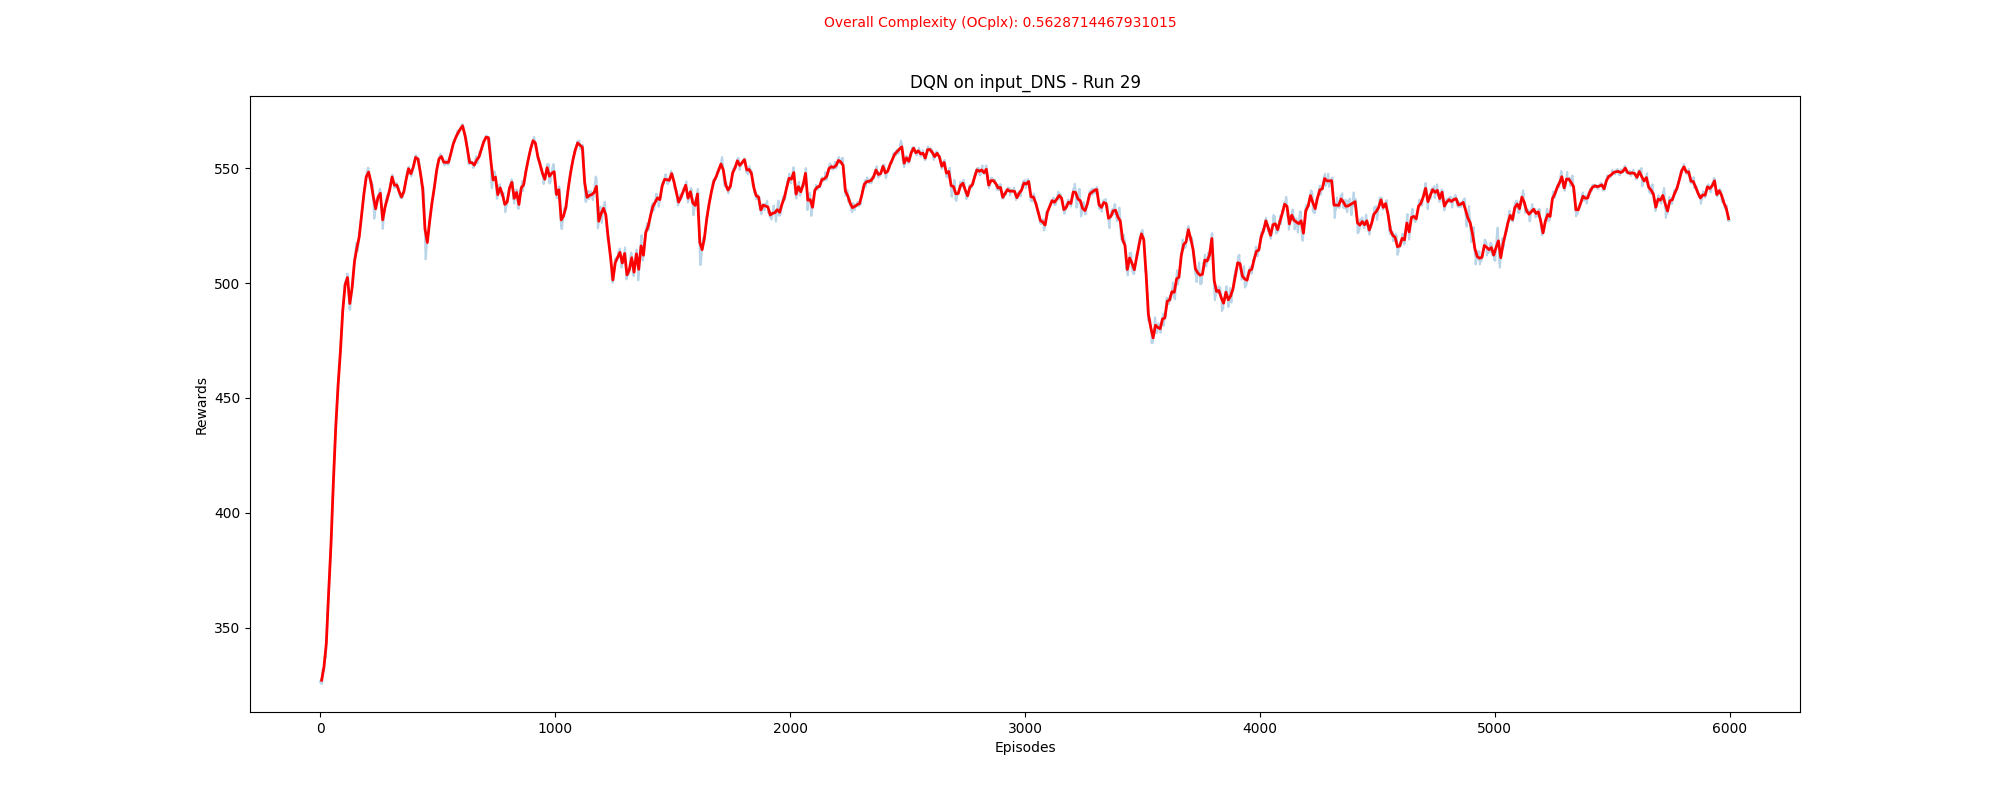 Overall Complexity (OCplx): 0.5628714467931015
DQN on input_DNS - Run 29
Rewards
550
500
450
400
350
0 1000 2000 3000 4000 5000 6000
Episodes